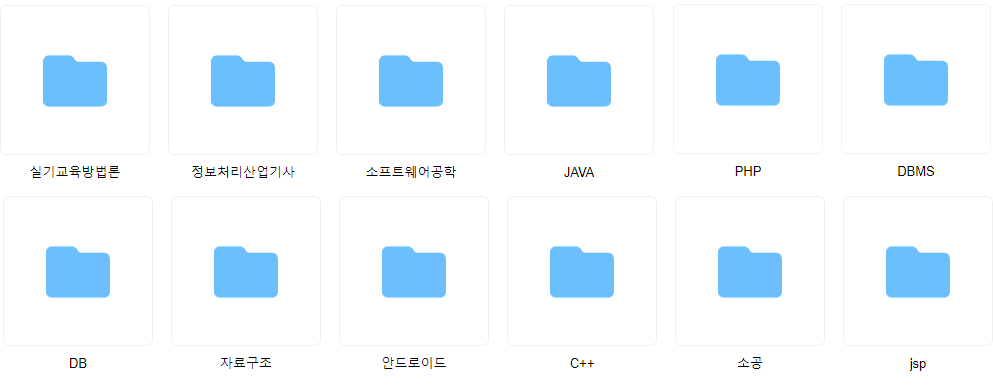 실기교육방법론
정보처리산업기사
소프트웨어공학
JAVA
PHP
DBMS
DB
자료구조
안드로이드
C++
소공
jsp